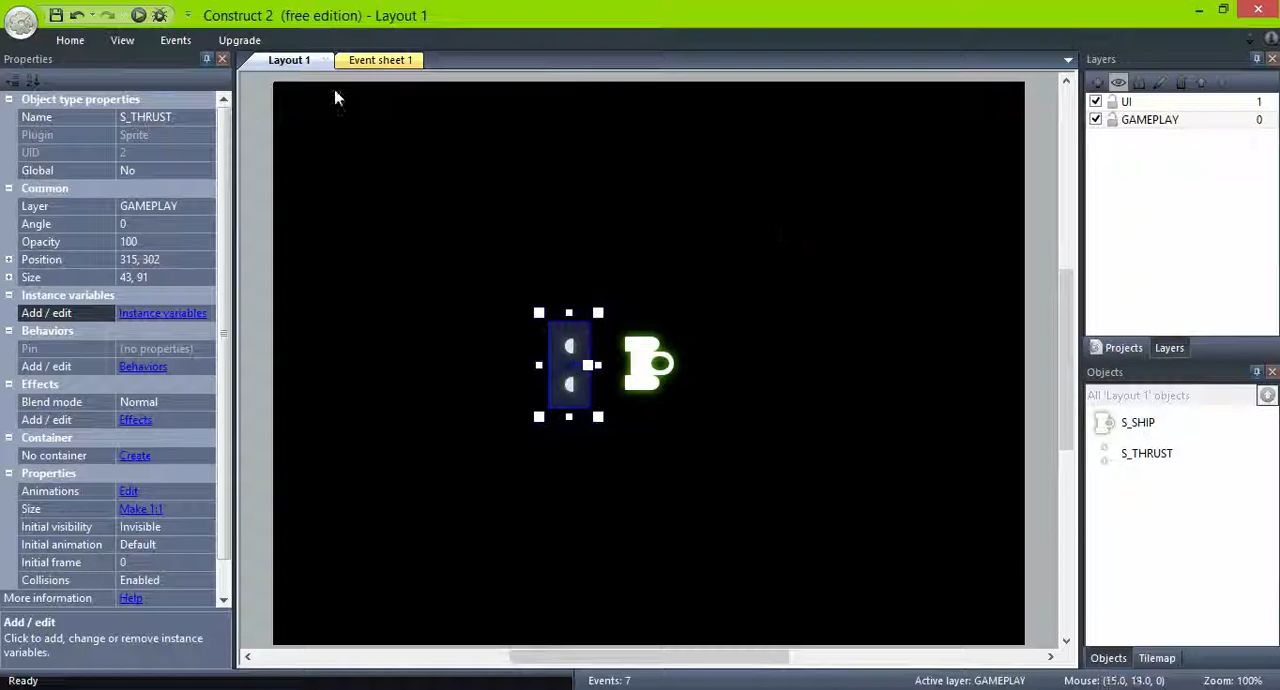 Construct 2 (free edition) - Layout 1
Home View Events Upgrade
Properties
Object type properties
Name S_THRUST
Plugin Sprite
UID 2
Global No
Common
Layer GAMEPLAY
Angle 0
Opacity 100
Position 315, 302
Size 43, 91
Instance variables
Add / edit Instance variables
Behaviors
Pin (no properties)
Add / edit Behaviors
Effects
Blend mode Normal
Add / edit Effects
Container
No container Create
Properties
Animations Edit
Size Make 1:1
Initial visibility Invisible
Initial animation Default
Initial frame 0
Collisions Enabled
More information Help
Add / edit
Click to add, change or remove instance
variables.
Layout 1 Event sheet 1
Layers
UI 1
GAMEPLAY 0
Projects Layers
Objects
All 'Layout 1' objects
S_SHIP
S_THRUST
Objects Tilemap
Ready Events: 7 Active layer: GAMEPLAY Mouse: (15.0, 13.0, 0) Zoom: 100%